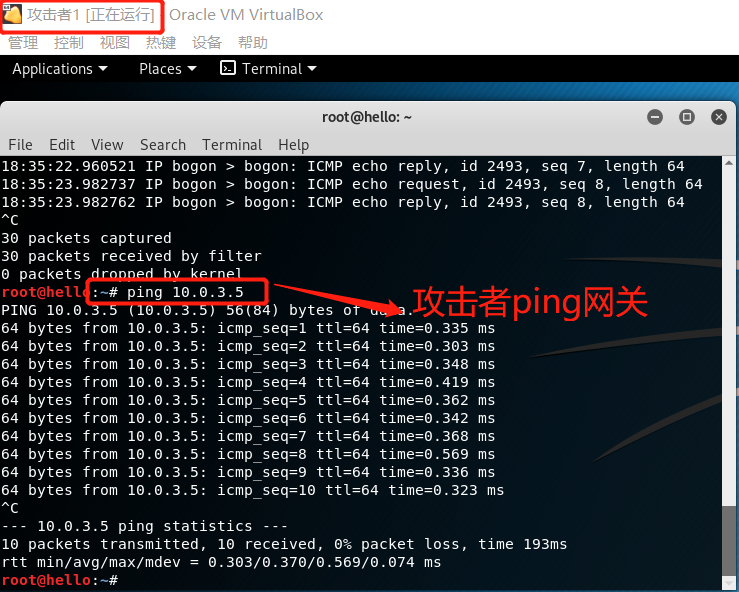 攻击者1 [正在运行] Oracle VM VirtualBox
管理 控制 视图 热键 设备 帮助
Applications Places Terminal
root@hello: ~
File Edit View Search Terminal Help
18:35:22.960521 IP bogon > bogon: ICMP echo reply, id 2493, seq 7, length 64
18:35:23.982737 IP bogon > bogon: ICMP echo request, id 2493, seq 8, length 64
18:35:23.982762 IP bogon > bogon: ICMP echo reply, id 2493, seq 8, length 64
^C
30 packets captured
30 packets received by filter
0 packets dropped by kernel
root@hello:~# ping 10.0.3.5
攻击者ping网关
PING 10.0.3.5 (10.0.3.5) 56(84) bytes of data.
64 bytes from 10.0.3.5: icmp_seq=1 ttl=64 time=0.335 ms
64 bytes from 10.0.3.5: icmp_seq=2 ttl=64 time=0.303 ms
64 bytes from 10.0.3.5: icmp_seq=3 ttl=64 time=0.348 ms
64 bytes from 10.0.3.5: icmp_seq=4 ttl=64 time=0.419 ms
64 bytes from 10.0.3.5: icmp_seq=5 ttl=64 time=0.362 ms
64 bytes from 10.0.3.5: icmp_seq=6 ttl=64 time=0.342 ms
64 bytes from 10.0.3.5: icmp_seq=7 ttl=64 time=0.368 ms
64 bytes from 10.0.3.5: icmp_seq=8 ttl=64 time=0.569 ms
64 bytes from 10.0.3.5: icmp_seq=9 ttl=64 time=0.336 ms
64 bytes from 10.0.3.5: icmp_seq=10 ttl=64 time=0.323 ms
^C
--- 10.0.3.5 ping statistics ---
10 packets transmitted, 10 received, 0% packet loss, time 193ms
rtt min/avg/max/mdev = 0.303/0.370/0.569/0.074 ms
root@hello:~#